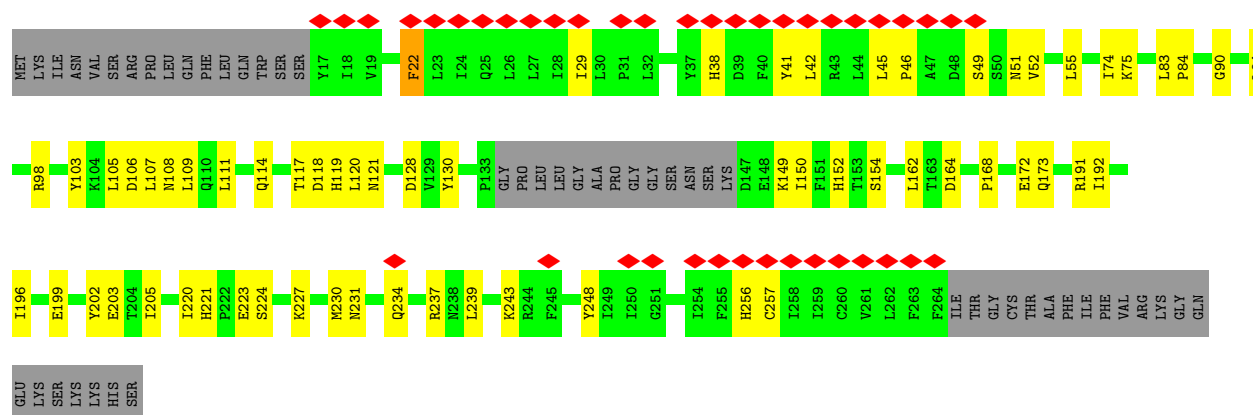 MET LYS ILE ASN VAL SER ARG PRO LEU GLN PHE LEU GLN TRP SER SER Y17 I18 V19 F22 L23 I24 Q25 L26 L27 I28 I29 L30 P31 L32 Y37 H38 D39 F40 Y41 L42 R43 L44 L45 P46 A47 D48 S49 S50 N51 V52 L55 I74 K75 L83 P84 G90
R98 Y103 K104 L105 D106 L107 N108 L109 Q110 L111 Q114 T117 D118 H119 L120 N121 D128 V129 Y130 P133 GLY PRO LEU LEU GLY ALA PRO GLY GLY SER ASN SER LYS D147 E148 K149 I150 F151 H152 T153 S154 L162 T163 D164 P168 E172 Q173 R191 I192
I196 E199 Y202 E203 T204 I205 I220 H221 P222 E223 S224 K227 M230 N231 Q234 R237 N238 L239 K243 R244 F245 Y248 I249 I250 G251 I254 F255 H256 C257 I258 I259 C260 V261 L262 F263 F264 ILE THR GLY CYS THR ALA PHE ILE PHE VAL ARG LYS GLY GLN
GLU LYS SER LYS LYS HIS SER